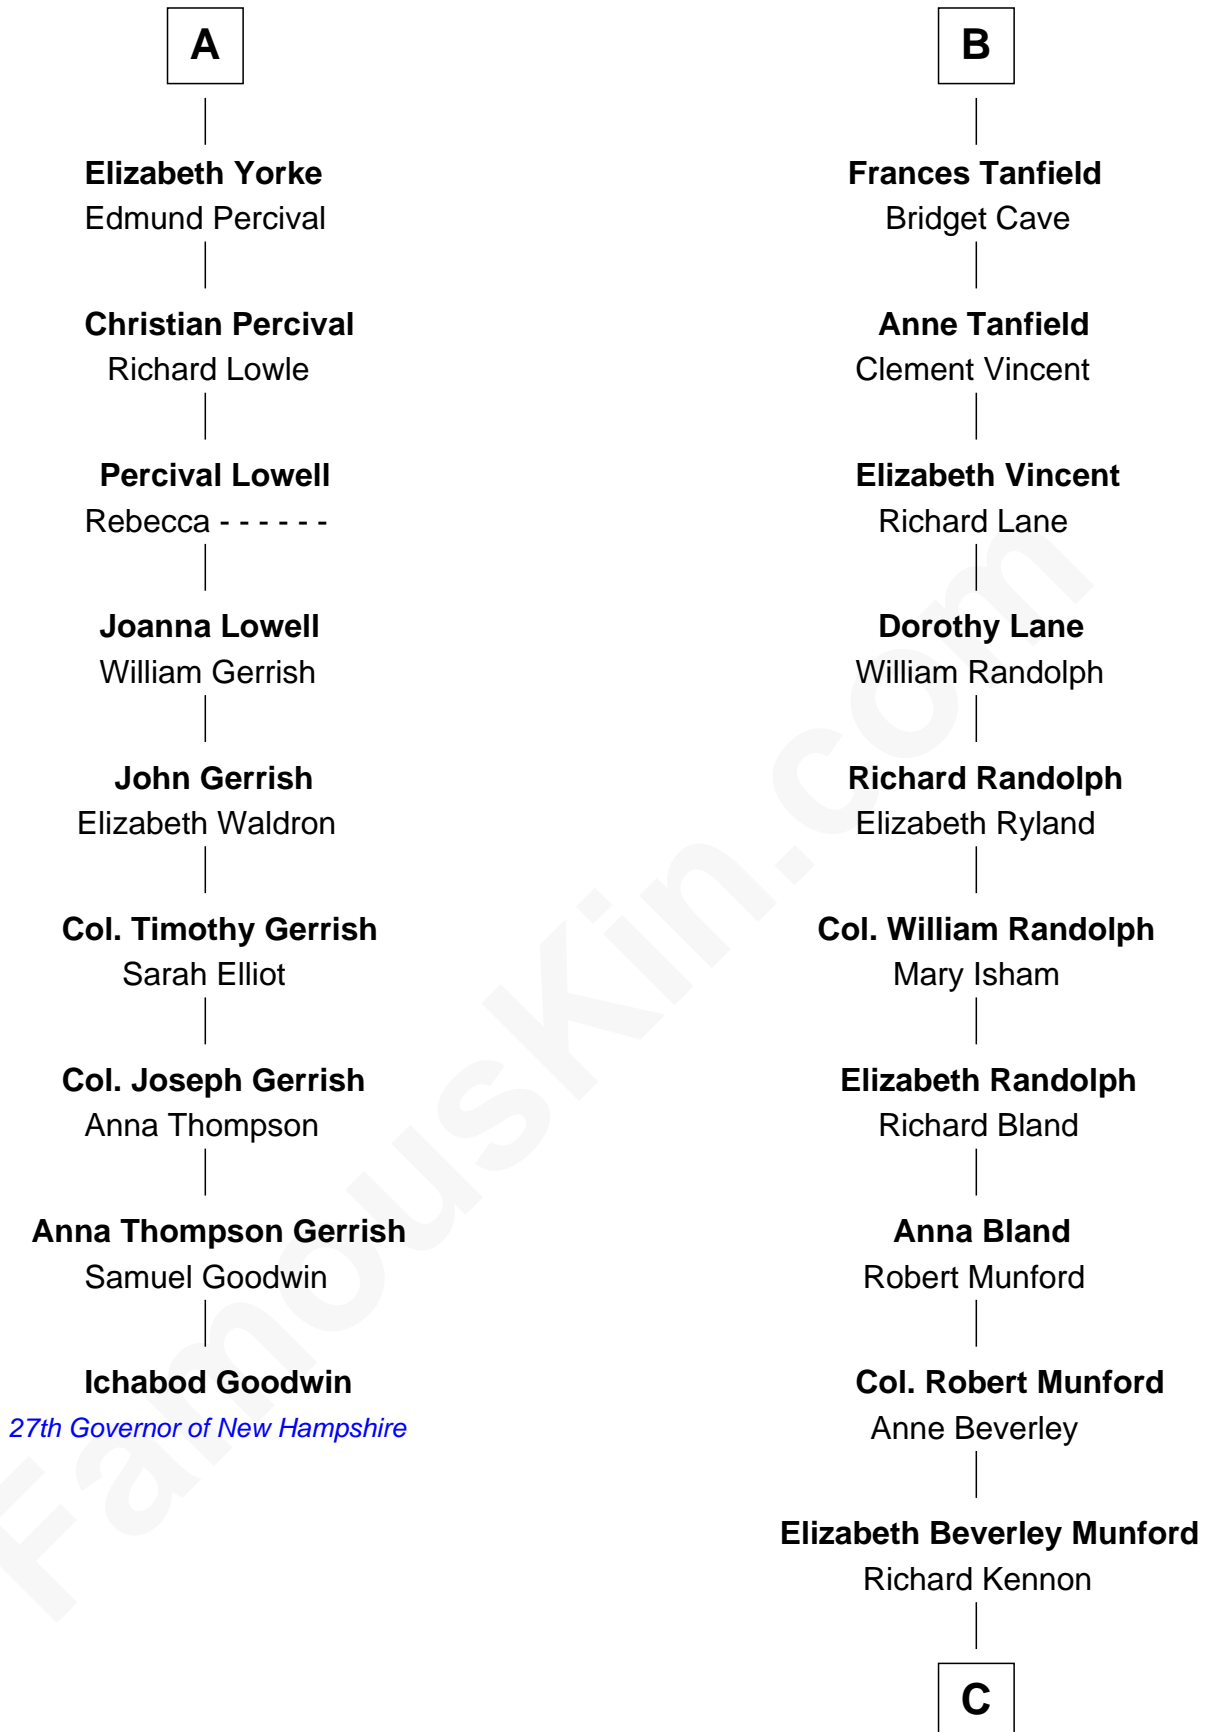 A
Elizabeth Yorke
Edmund Percival
Christian Percival
Richard Lowle
Percival Lowell
Rebecca - - - - - -
Joanna Lowell
William Gerrish
John Gerrish
Elizabeth Waldron
Col. Timothy Gerrish
Sarah Elliot
Col. Joseph Gerrish
Anna Thompson
Anna Thompson Gerrish
Samuel Goodwin
Ichabod Goodwin
27th Governor of New Hampshire
B
Frances Tanfield
Bridget Cave
Anne Tanfield
Clement Vincent
Elizabeth Vincent
Richard Lane
Dorothy Lane
William Randolph
Richard Randolph
Elizabeth Ryland
Col. William Randolph
Mary Isham
Elizabeth Randolph
Richard Bland
Anna Bland
Robert Munford
Col. Robert Munford
Anne Beverley
Elizabeth Beverley Munford
Richard Kennon
C
FamousKin.com